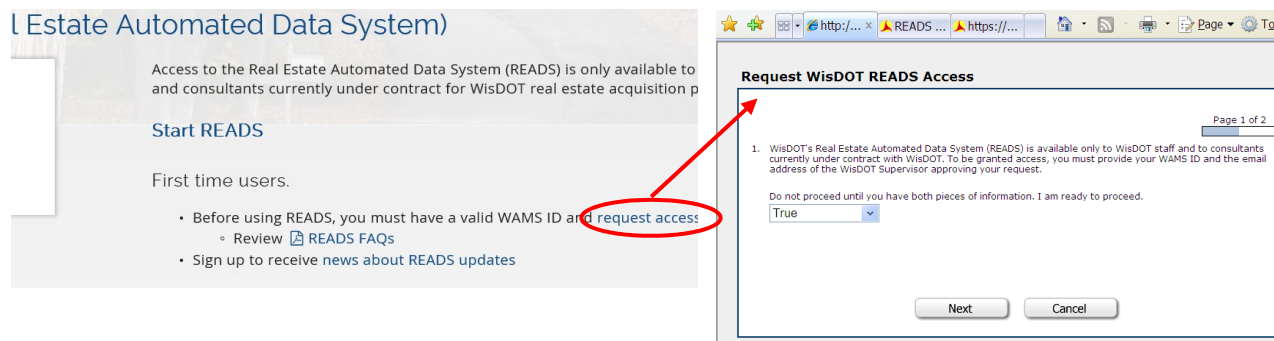 l Estate Automated Data System)
Access to the Real Estate Automated Data System (READS) is only available to
and consultants currently under contract for WisDOT real estate acquisition p
Start READS
First time users.
• Before using READS, you must have a valid WAMS ID and request access
◦ Review READS FAQs
• Sign up to receive news about READS updates
http:/... × READS ... https://... Page To
Request WisDOT READS Access
Page 1 of 2
1. WisDOT's Real Estate Automated Data System (READS) is available only to WisDOT staff and to consultants
currently under contract with WisDOT. To be granted access, you must provide your WAMS ID and the email
address of the WisDOT Supervisor approving your request.
Do not proceed until you have both pieces of information. I am ready to proceed.
True
Next Cancel